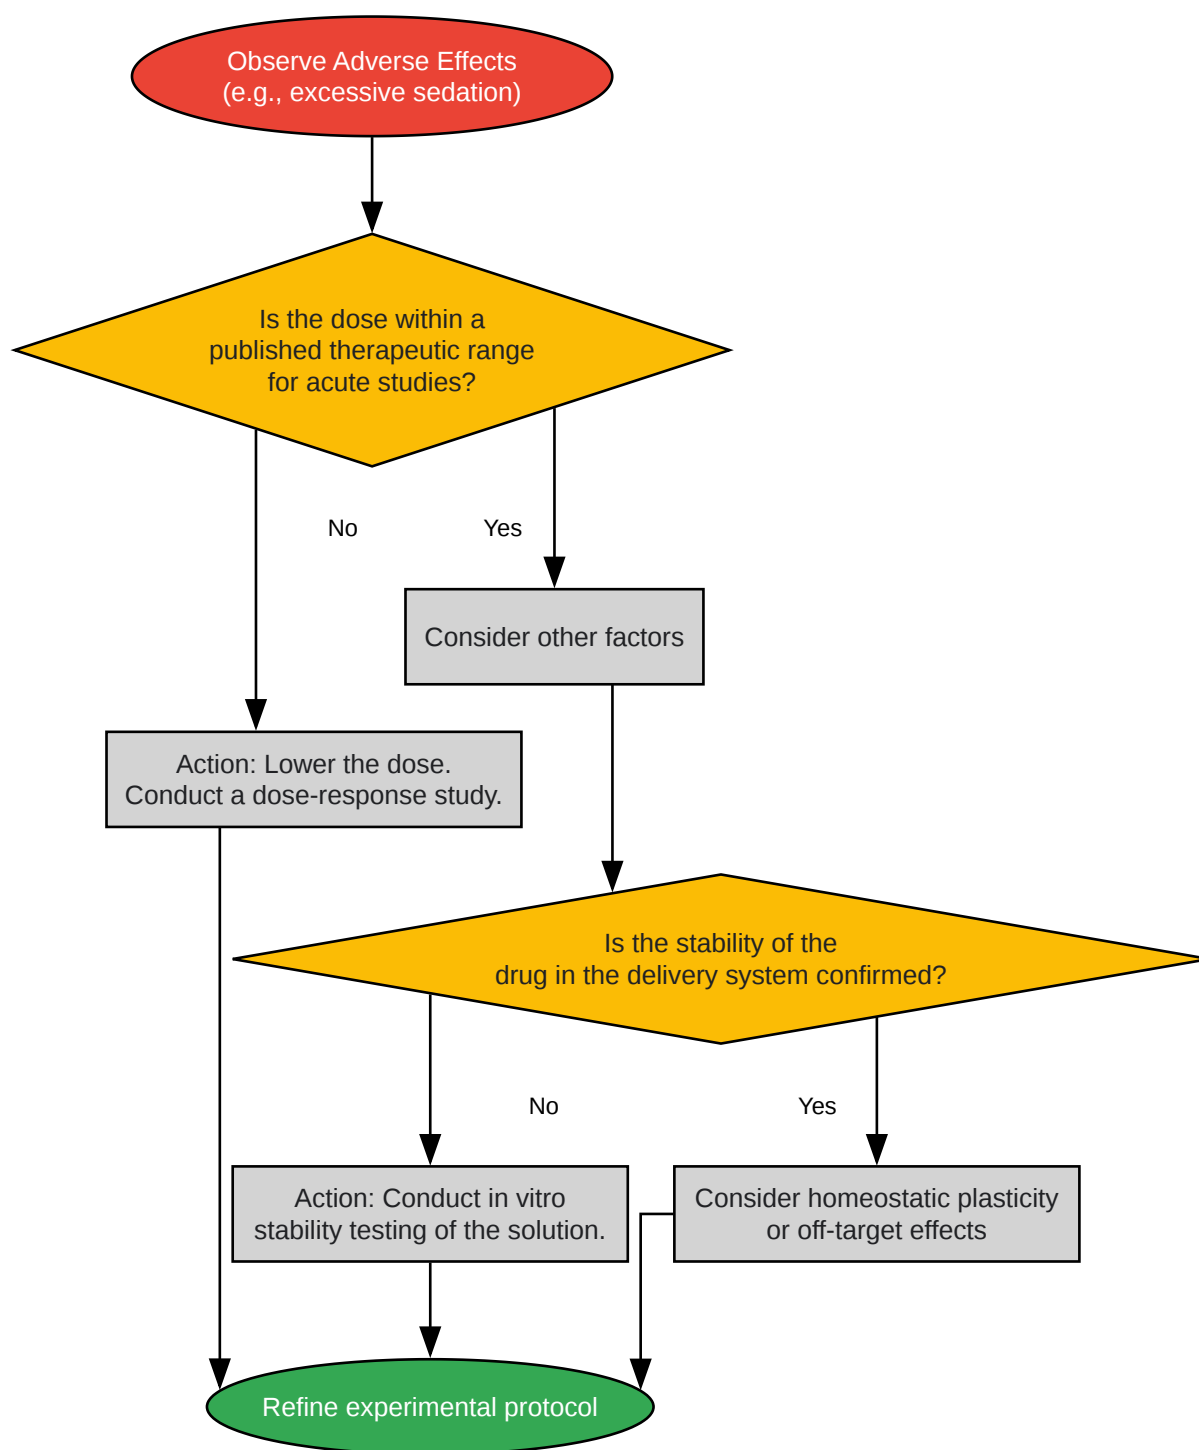 Observe Adverse Effects
(e.g., excessive sedation)
Is the dose within a
published therapeutic range
for acute studies?
No
Yes
Consider other factors
Action: Lower the dose.
Conduct a dose-response study.
Is the stability of the
drug in the delivery system confirmed?
No
Yes
Action: Conduct in vitro
stability testing of the solution.
Consider homeostatic plasticity
or off-target effects
Refine experimental protocol